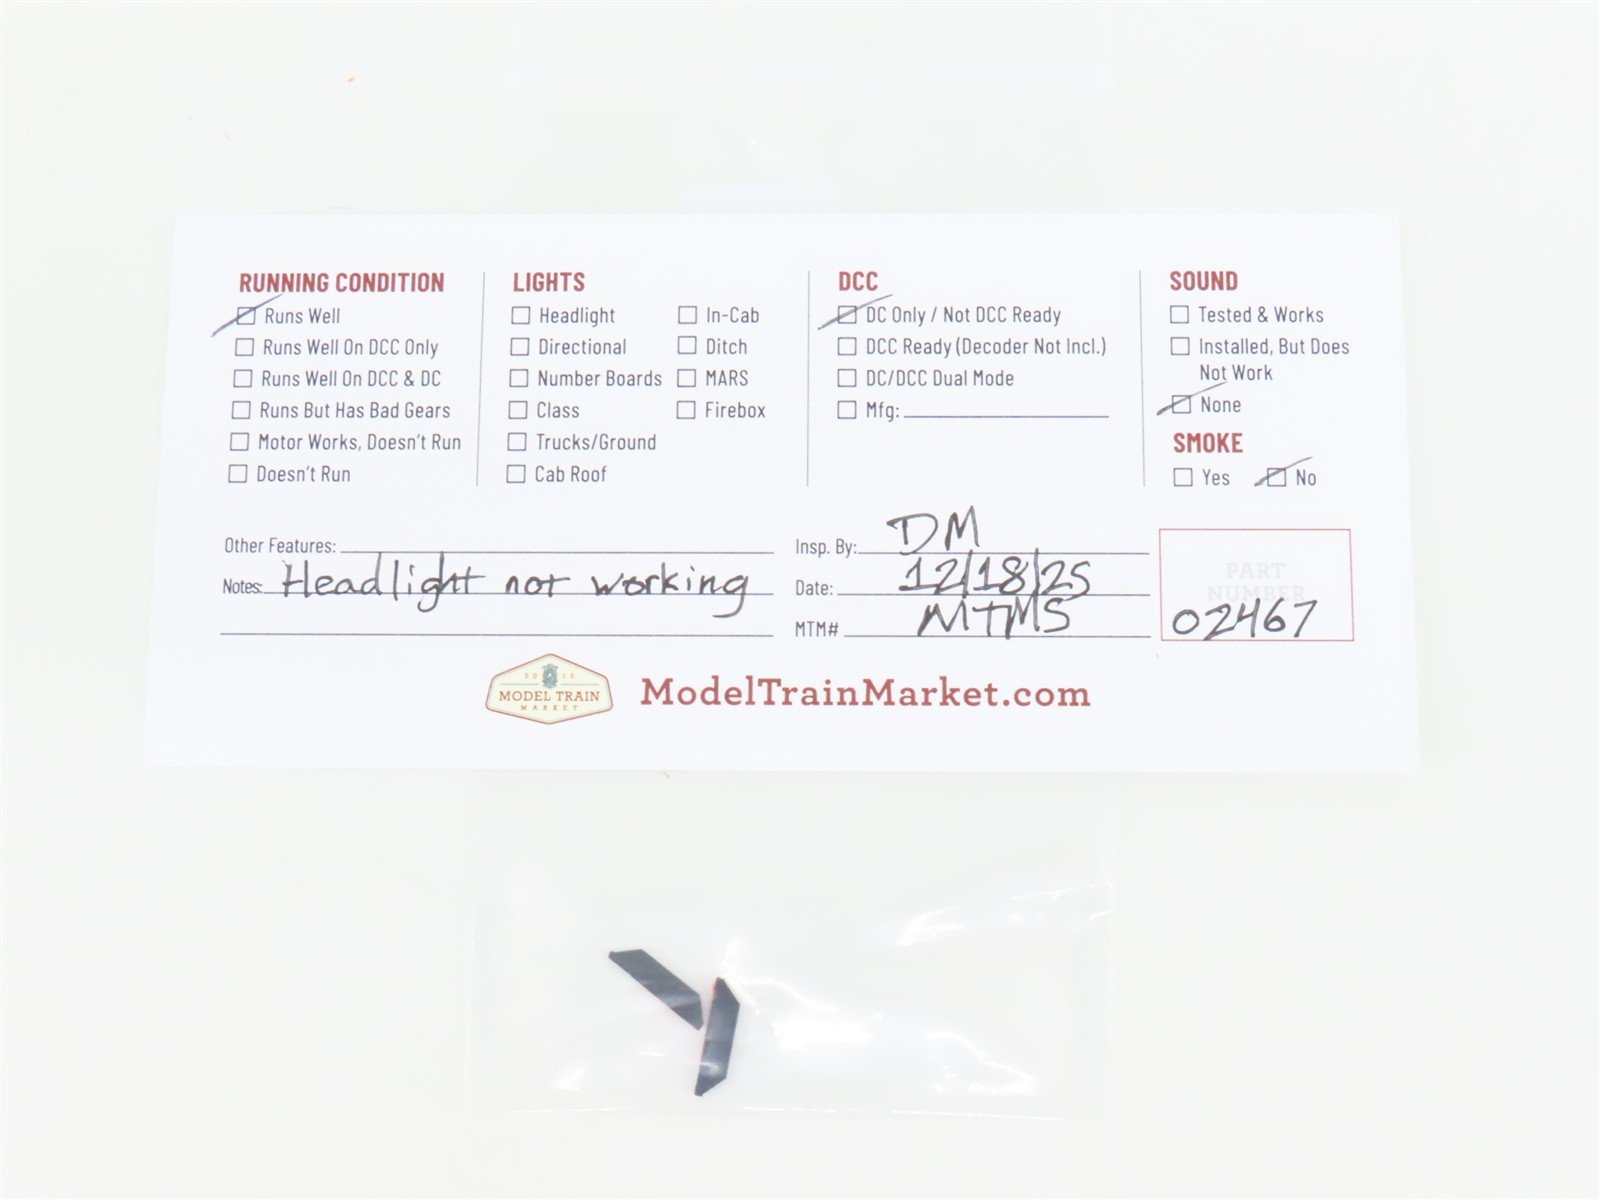 RUNNING CONDITION
Runs Well
Runs Well On DCC Only
Runs Well On DCC & DC
Runs But Has Bad Gears
Motor Works, Doesn't Run
Doesn't Run
LIGHTS
Headlight
Directional
Number Boards
Class
Trucks/Ground
Cab Roof
In-Cab
Ditch
MARS
Firebox
DCC
DC Only / Not DCC Ready
DCC Ready (Decoder Not Incl.)
DC/DCC Dual Mode
Mfg:
SOUND
Tested & Works
Installed, But Does
Not Work
None
SMOKE
Yes No
Other Features:
Notes: Headlight not working
Insp. By: DM
Date: 12/18/25
MTM# MTMS
PART
NUMBER
02467
2015
MODEL TRAIN
MARKET
ModelTrainMarket.com